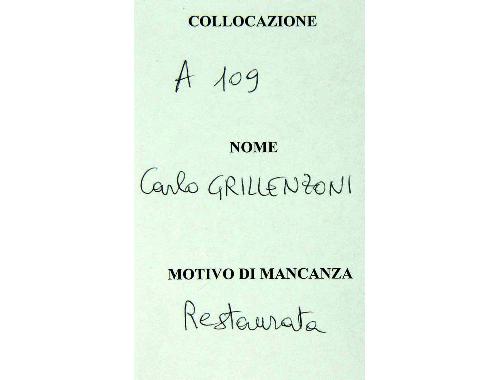 COLLOCAZIONE
A 109
NOME
Carlo GRILLENZONI
MOTIVO DI MANCANZA
Restaurata